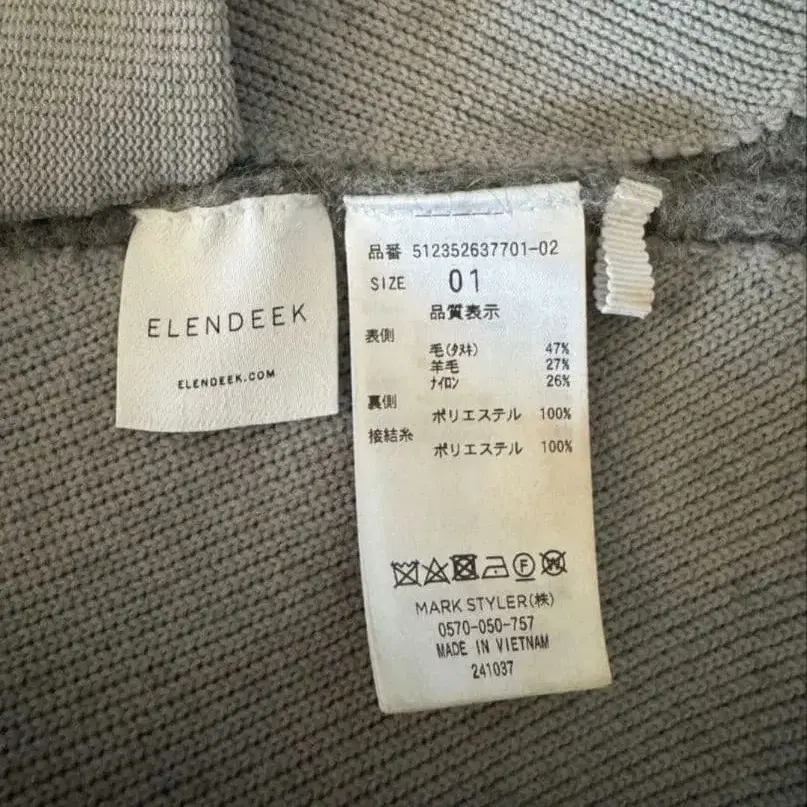 ELENDEEK
ELENDEEK.COM
品番 512352637701-02
SIZE 01
品質表示
表側
毛(タヌキ) 47%
羊毛 27%
ナイロン 26%
裏側
ポリエステル 100%
接結糸
ポリエステル 100%
MARK STYLER(株)
0570-050-757
MADE IN VIETNAM
241037